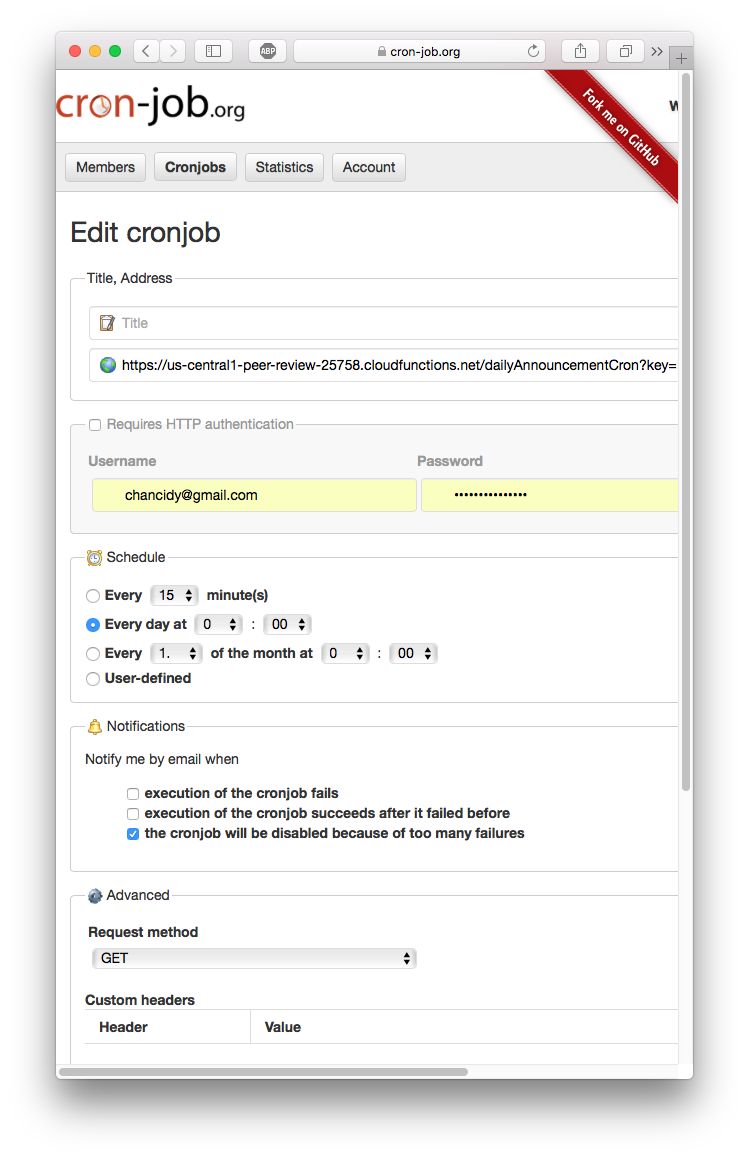 ABP
cron-job.org
cron-job.org
W
Fork me on GitHub
Members Cronjobs Statistics Account
Edit cronjob
Title, Address
Title
https://us-central1-peer-review-25758.cloudfunctions.net/dailyAnnouncementCron?key=
Requires HTTP authentication
Username Password
chancidy@gmail.com •••••••••••••••
Schedule
Every 15 minute(s)
Every day at 0 : 00
Every 1. of the month at 0 : 00
User-defined
Notifications
Notify me by email when
execution of the cronjob fails
execution of the cronjob succeeds after it failed before
the cronjob will be disabled because of too many failures
Advanced
Request method
GET
Custom headers
Header Value